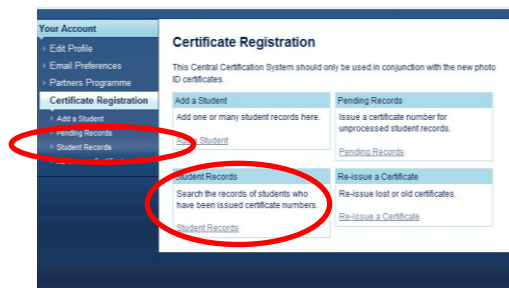 Your Account
Edit Profile
Email Preferences
Partners Programme
Certificate Registration
Add a Student
Pending Records
Student Records
Certificate Registration
This Central Certification System should only be used in conjunction with the new photo
ID certificates.
Add a Student
Add one or many student records here.
Add a Student
Pending Records
Issue a certificate number for
unprocessed student records.
Pending Records
Student Records
Search the records of students who
have been issued certificate numbers.
Student Records
Re-issue a Certificate
Re-issue lost or old certificates.
Re-issue a Certificate